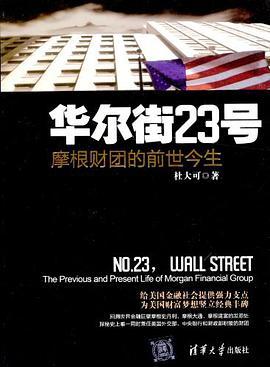 华尔街23号
摩根财团的前世今生
杜大可◎著
NO.23, WALL STREET
The Previous and Present Life of Morgan Financial Group
给美国金融社会提供强力支点
为美国财富梦想竖立经典丰碑
清华大学出版社